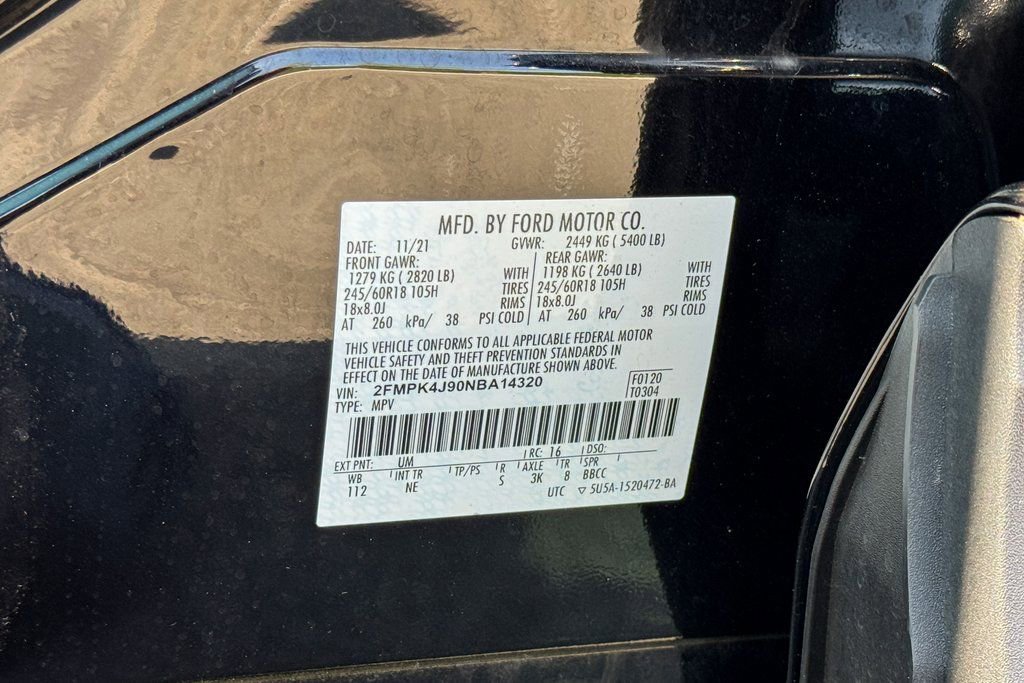 MFD. BY FORD MOTOR CO.
DATE: 11/21 GVWR: 2449 KG ( 5400 LB)
FRONT GAWR: REAR GAWR:
1279 KG ( 2820 LB) WITH 1198 KG ( 2640 LB) WITH
245/60R18 105H TIRES 245/60R18 105H TIRES
18x8.0J RIMS 18x8.0J RIMS
AT 260 kPa/ 38 PSI COLD AT 260 kPa/ 38 PSI COLD
THIS VEHICLE CONFORMS TO ALL APPLICABLE FEDERAL MOTOR
VEHICLE SAFETY AND THEFT PREVENTION STANDARDS IN
EFFECT ON THE DATE OF MANUFACTURE SHOWN ABOVE.
VIN: 2FMPK4J90NBA14320 F0120
TYPE: MPV T0304
EXT PNT: UM RC: 16 DSO:
WB INT TR TP/PS R AXLE TR SPR
112 NE S 3K 8 BBCC
UTC ▽ 5U5A-1520472-BA